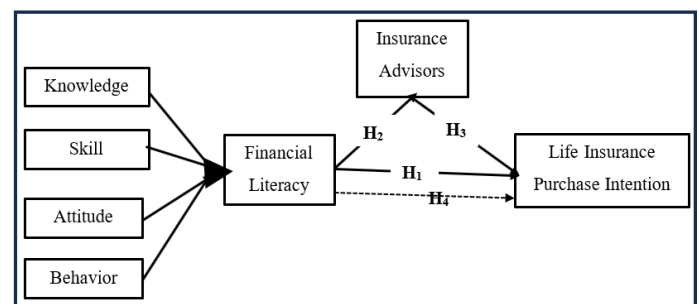 Insurance
Advisors
Knowledge
Skill
Attitude
Behavior
Financial
Literacy
H₂
H₃
H₁
H₄
Life Insurance
Purchase Intention